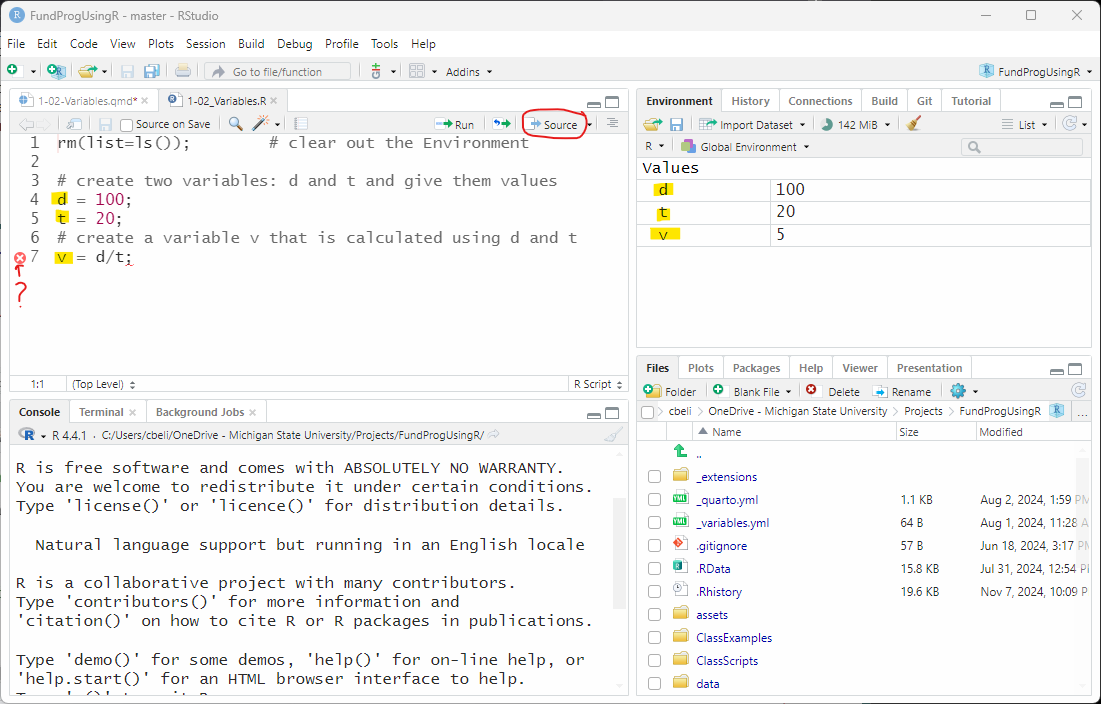 FundProgUsingR - master - RStudio
File Edit Code View Plots Session Build Debug Profile Tools Help
Go to file/function Addins FundProgUsingR
1-02-Variables.qmd* 1-02_Variables.R
Source on Save Run Source
1 rm(list=ls()); # clear out the Environment
2
3 # create two variables: d and t and give them values
4 d = 100;
5 t = 20;
6 # create a variable v that is calculated using d and t
7 v = d/t;
?
1:1 (Top Level) R Script
Console Terminal Background Jobs
R 4.4.1 · C:/Users/cbeli/OneDrive - Michigan State University/Projects/FundProgUsingR/
R is free software and comes with ABSOLUTELY NO WARRANTY.
You are welcome to redistribute it under certain conditions.
Type 'license()' or 'licence()' for distribution details.
Natural language support but running in an English locale
R is a collaborative project with many contributors.
Type 'contributors()' for more information and
'citation()' on how to cite R or R packages in publications.
Type 'demo()' for some demos, 'help()' for on-line help, or
'help.start()' for an HTML browser interface to help.
Environment History Connections Build Git Tutorial
Import Dataset 142 MiB List
R Global Environment
Values
d 100
t 20
v 5
Files Plots Packages Help Viewer Presentation
Folder Blank File Delete Rename
cbeli OneDrive - Michigan State University Projects FundProgUsingR ...
Name Size Modified
..
_extensions
_quarto.yml 1.1 KB Aug 2, 2024, 1:59 PM
_variables.yml 64 B Aug 1, 2024, 11:28 A
.gitignore 57 B Jun 18, 2024, 3:17 PM
.RData 15.8 KB Jul 31, 2024, 12:54 P
.Rhistory 19.6 KB Nov 7, 2024, 10:09 P
assets
ClassExamples
ClassScripts
data